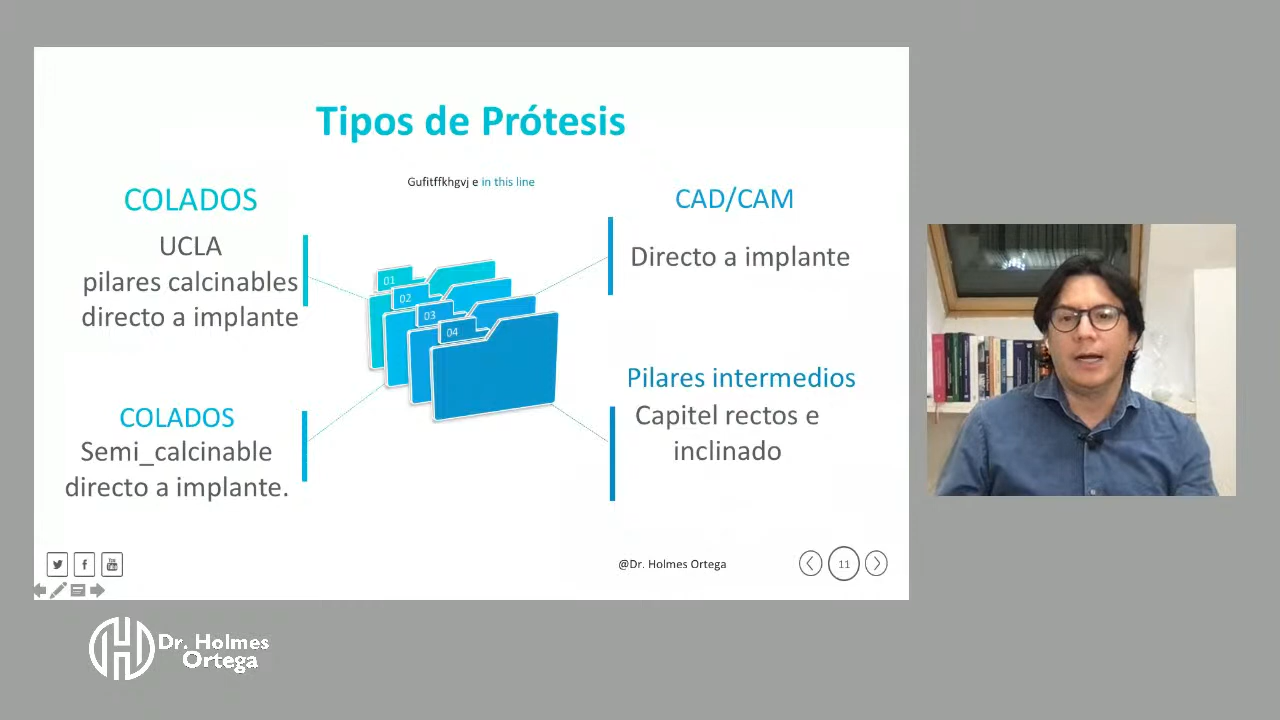 Tipos de Prótesis
Gufitffkhgvj e in this line
COLADOS
UCLA
pilares calcinables
directo a implante
COLADOS
Semi_calcinable
directo a implante.
01
02
03
04
CAD/CAM
Directo a implante
Pilares intermedios
Capitel rectos e
inclinado
@Dr. Holmes Ortega
11
Dr. Holmes
Ortega